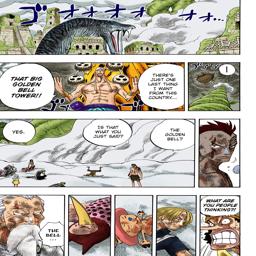 ゴオオオオオ...
THERE'S
JUST ONE
LAST THING
I WANT
FROM THIS
COUNTRY...
THAT BIG
GOLDEN
BELL
TOWER!!
!
THE
GOLDEN
BELL?
IS THAT
WHAT YOU
JUST SAID?
YES.
THE
BELL...
WHAT ARE
YOU PEOPLE
THINKING?!